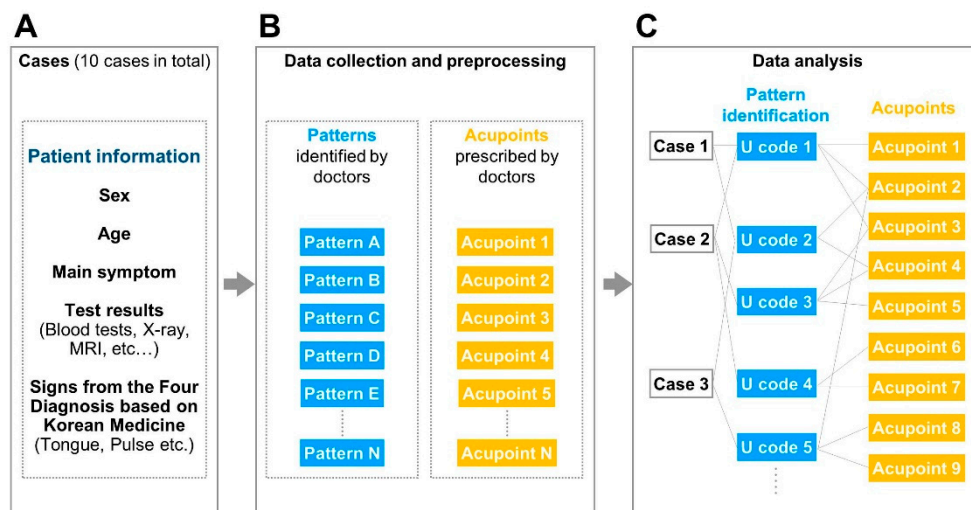 A
Cases (10 cases in total)
Patient information
Sex
Age
Main symptom
Test results
(Blood tests, X-ray,
MRI, etc…)
Signs from the Four
Diagnosis based on
Korean Medicine
(Tongue, Pulse etc.)
B
Data collection and preprocessing
Patterns
identified by
doctors
Pattern A
Pattern B
Pattern C
Pattern D
Pattern E
Pattern N
Acupoints
prescribed by
doctors
Acupoint 1
Acupoint 2
Acupoint 3
Acupoint 4
Acupoint 5
Acupoint N
C
Data analysis
Case 1
Case 2
Case 3
Pattern
identification
U code 1
U code 2
U code 3
U code 4
U code 5
Acupoints
Acupoint 1
Acupoint 2
Acupoint 3
Acupoint 4
Acupoint 5
Acupoint 6
Acupoint 7
Acupoint 8
Acupoint 9